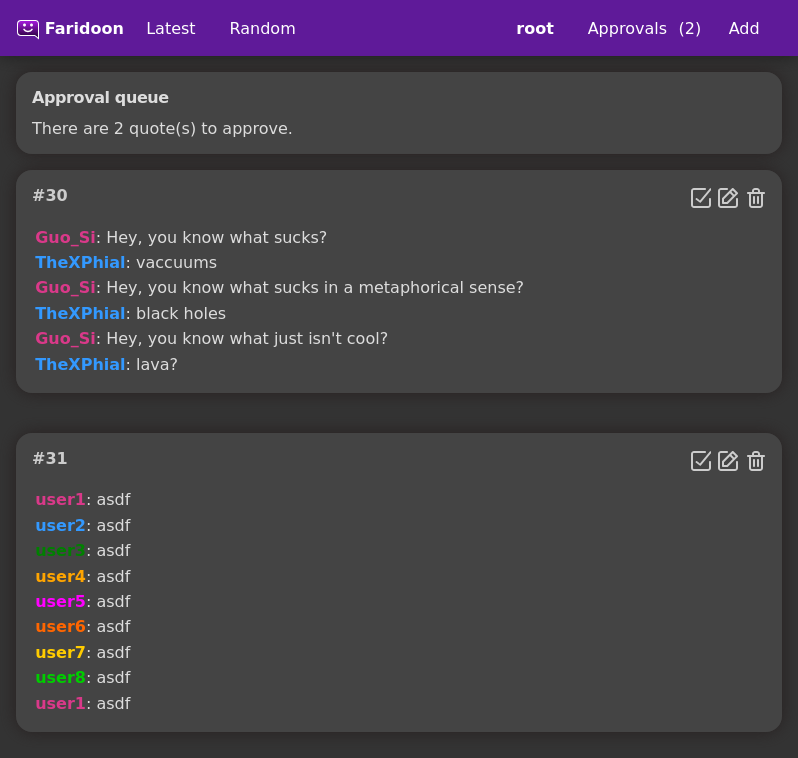 Faridoon Latest Random root Approvals (2) Add
Approval queue
There are 2 quote(s) to approve.
#30
Guo_Si: Hey, you know what sucks?
TheXPhial: vaccuums
Guo_Si: Hey, you know what sucks in a metaphorical sense?
TheXPhial: black holes
Guo_Si: Hey, you know what just isn't cool?
TheXPhial: lava?
#31
user1: asdf
user2: asdf
user3: asdf
user4: asdf
user5: asdf
user6: asdf
user7: asdf
user8: asdf
user1: asdf